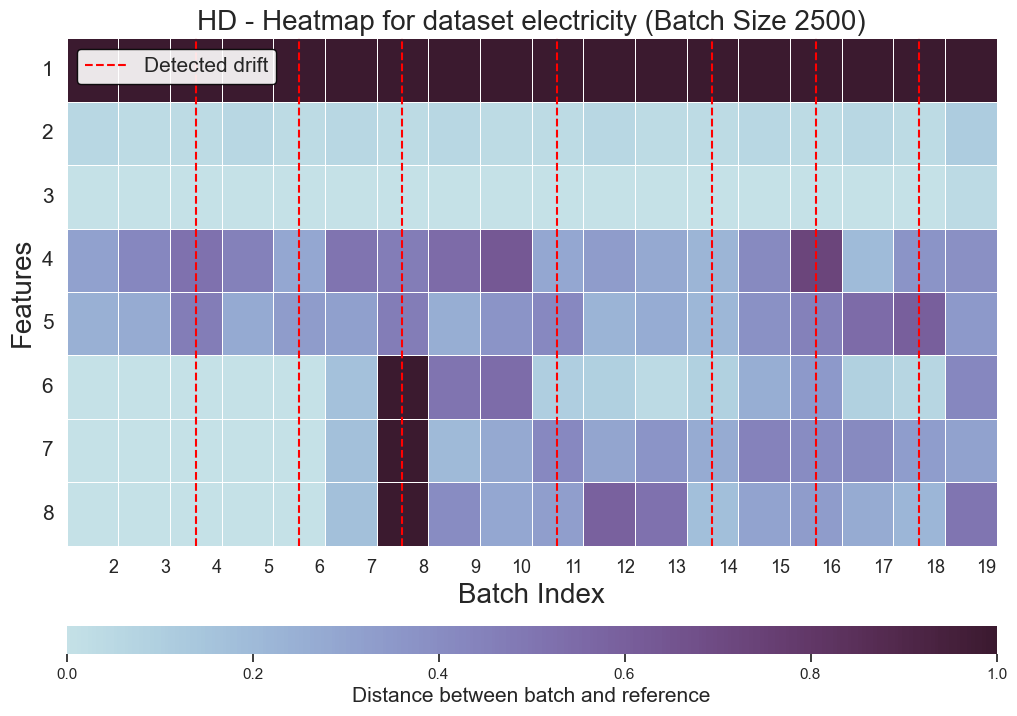 HD - Heatmap for dataset electricity (Batch Size 2500)
Detected drift
1
2
3
4
5
6
7
8
Features
2 3 4 5 6 7 8 9 10 11 12 13 14 15 16 17 18 19
Batch Index
0.0 0.2 0.4 0.6 0.8 1.0
Distance between batch and reference